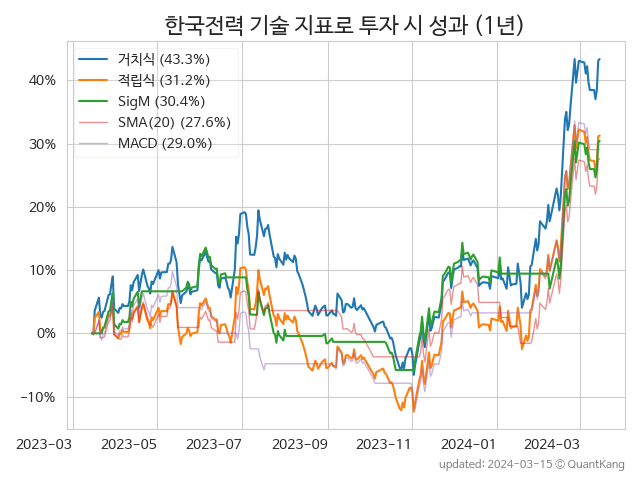 한국전력 기술 지표로 투자 시 성과 (1년)
거치식 (43.3%)
적립식 (31.2%)
SigM (30.4%)
SMA(20) (27.6%)
MACD (29.0%)
40%
30%
20%
10%
0%
−10%
2023-03 2023-05 2023-07 2023-09 2023-11 2024-01 2024-03
updated: 2024-03-15 © QuantKang